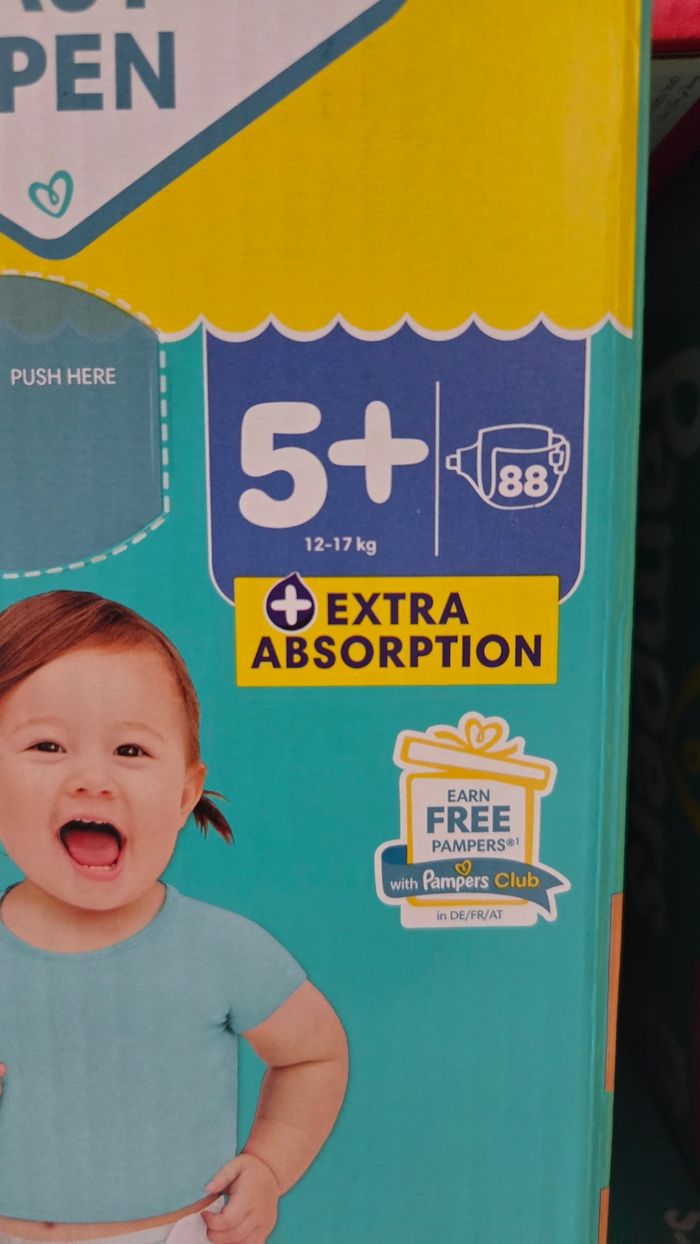 PEN
PUSH HERE
5+
12-17 kg
88
EXTRA
ABSORPTION
EARN
FREE
PAMPERS®¹
with Pampers Club
in DE/FR/AT